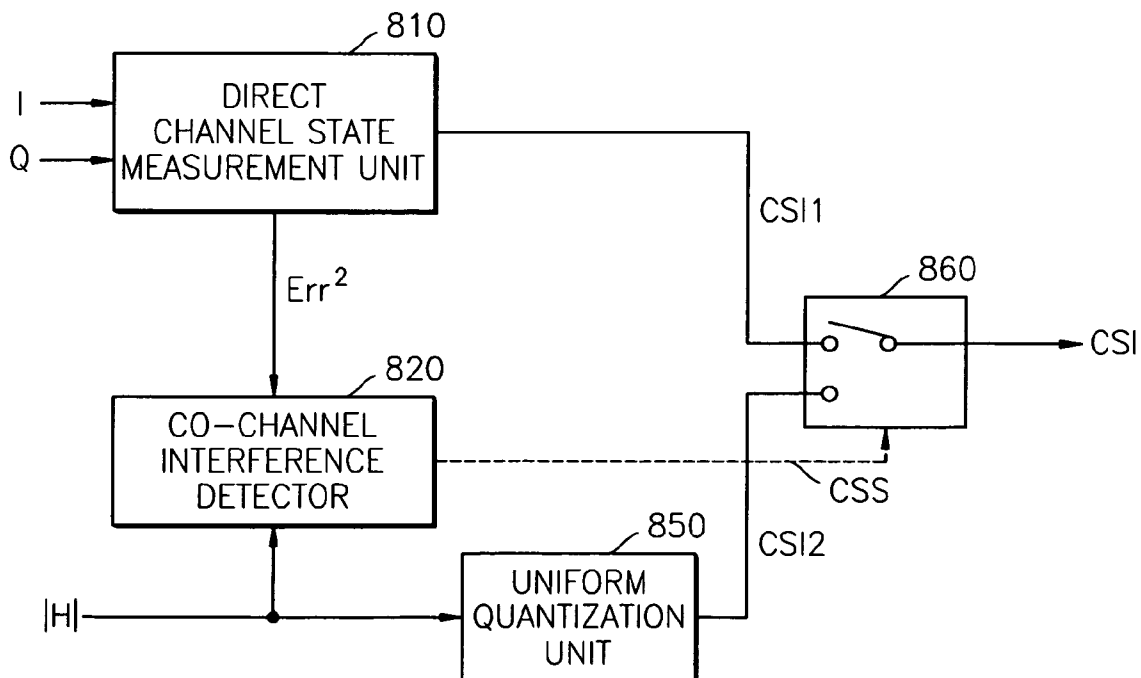 810
DIRECT
CHANNEL STATE
MEASUREMENT UNIT
I
Q
CSI1
Err²
860
CSI
820
CO-CHANNEL
INTERFERENCE
DETECTOR
CSS
850
CSI2
UNIFORM
QUANTIZATION
UNIT
|H|